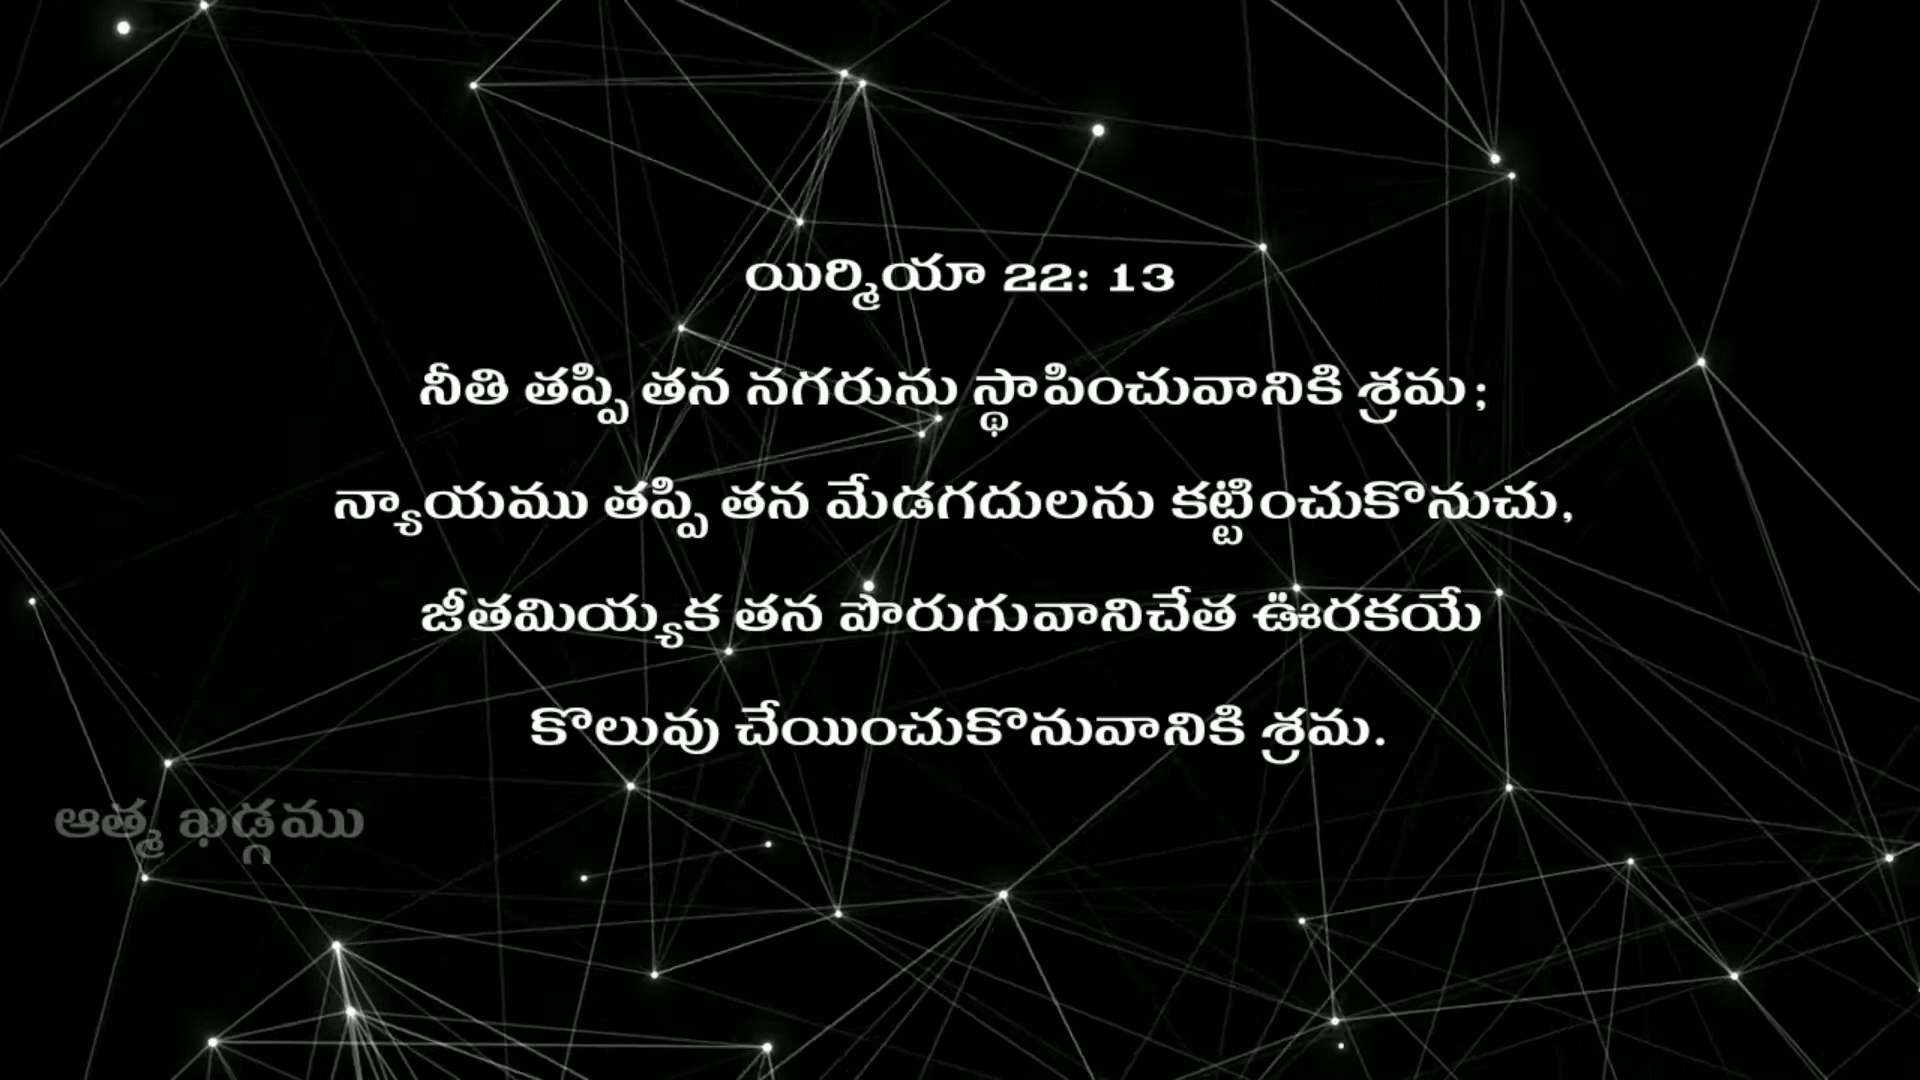 యిర్మియా 22: 13
నీతి తప్పి తన నగరును స్థాపించువానికి శ్రమ;
న్యాయము తప్పి తన మేడగదులను కట్టించుకొనుచు,
జీతమియ్యక తన పొరుగువానిచేత ఊరకయే
కొలువు చేయించుకొనువానికి శ్రమ.
ఆత్మ ఖడ్గము